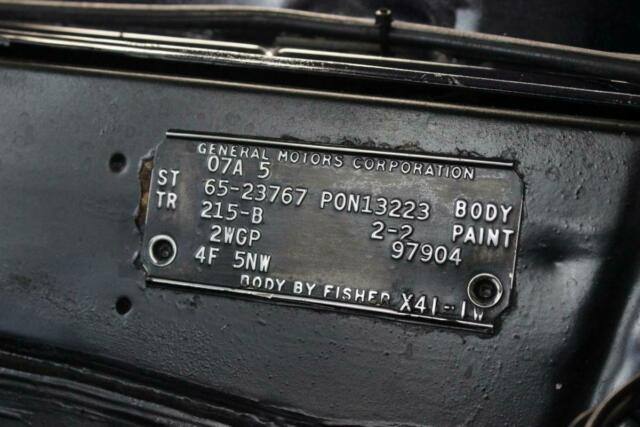 GENERAL MOTORS CORPORATION
07A 5
ST 65-23767 PON13223 BODY
TR 215-B 2-2 PAINT
2WGP 97904
4F 5NW
BODY BY FISHER X41-1W